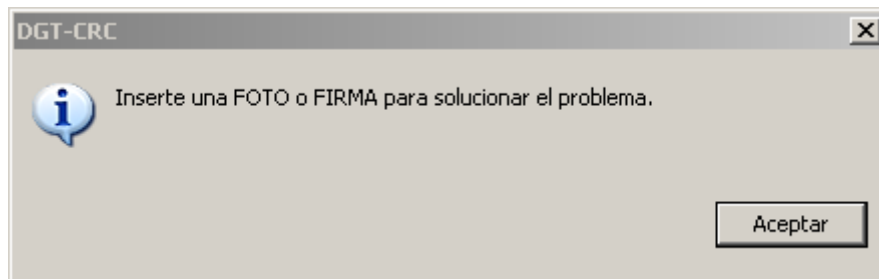 DGT-CRC
Inserte una FOTO o FIRMA para solucionar el problema.
Aceptar